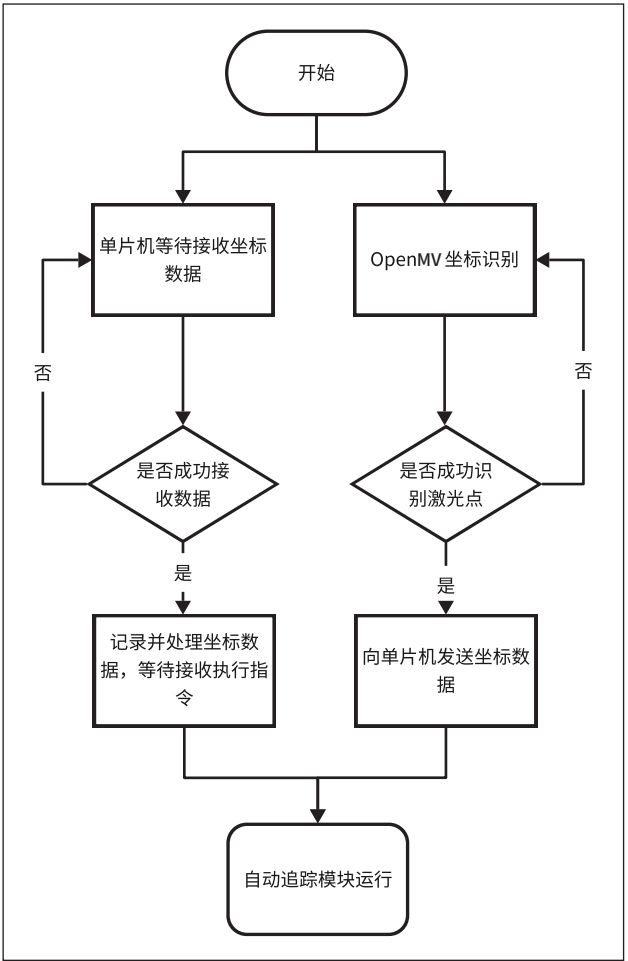 开始
单片机等待接收坐标
数据
OpenMV 坐标识别
否
否
是否成功接
收数据
是否成功识
别激光点
是
是
记录并处理坐标数
据，等待接收执行指
令
向单片机发送坐标数
据
自动追踪模块运行